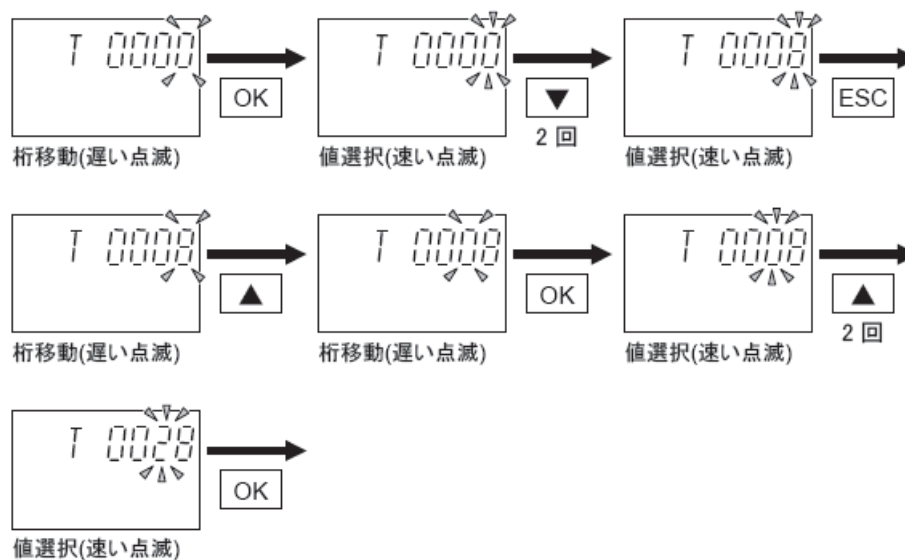 T 0000
OK
桁移動(遅い点滅)
T 0000
▼
2 回
値選択(速い点滅)
T 0008
ESC
値選択(速い点滅)
T 0008
▲
桁移動(遅い点滅)
T 0008
OK
桁移動(遅い点滅)
T 0008
▲
2 回
値選択(速い点滅)
T 0028
OK
値選択(速い点滅)